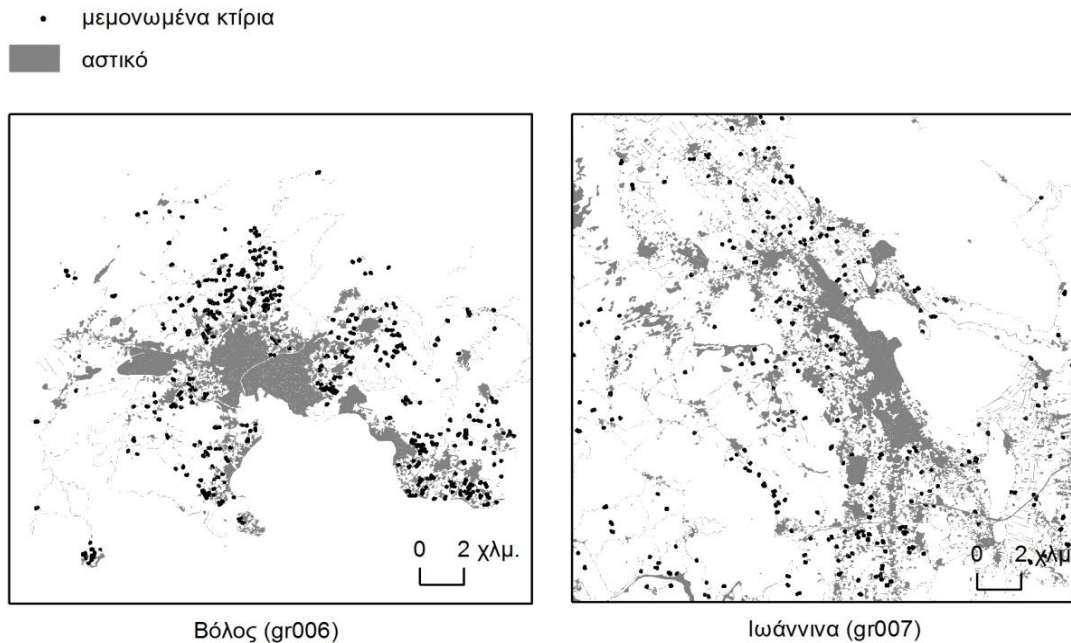 μεμονωμένα κτίρια
αστικό
0 2 χλμ.
0 2 χλμ.
Βόλος (gr006)
Ιωάννινα (gr007)